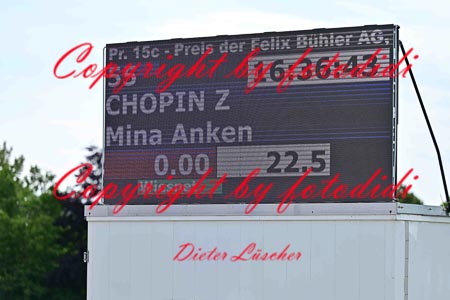 Pr. 15c - Preis der Felix Bühler AG,
CHOPIN Z
Mina Anken
0.00 22.5
Copyright by fotodidi
Copyright by fotodidi
Dieter Lüscher